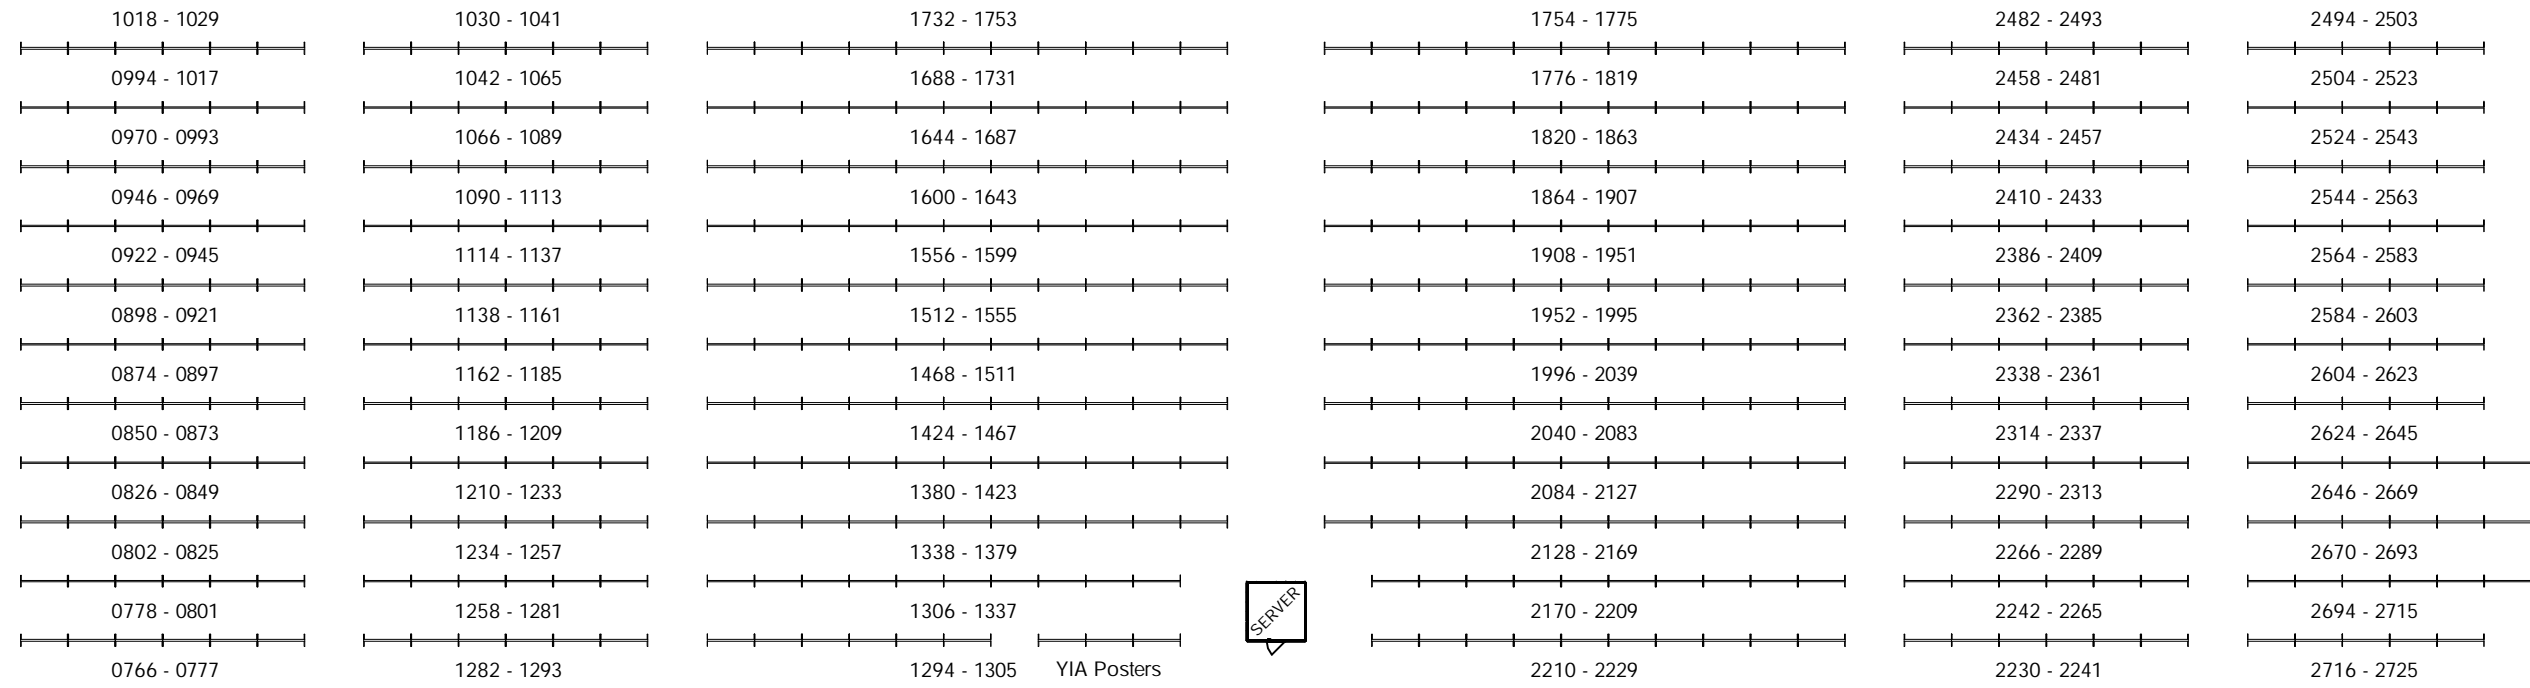 1018 - 1029 1030 - 1041 1732 - 1753 1754 - 1775 2482 - 2493 2494 - 2503
0994 - 1017 1042 - 1065 1688 - 1731 1776 - 1819 2458 - 2481 2504 - 2523
0970 - 0993 1066 - 1089 1644 - 1687 1820 - 1863 2434 - 2457 2524 - 2543
0946 - 0969 1090 - 1113 1600 - 1643 1864 - 1907 2410 - 2433 2544 - 2563
0922 - 0945 1114 - 1137 1556 - 1599 1908 - 1951 2386 - 2409 2564 - 2583
0898 - 0921 1138 - 1161 1512 - 1555 1952 - 1995 2362 - 2385 2584 - 2603
0874 - 0897 1162 - 1185 1468 - 1511 1996 - 2039 2338 - 2361 2604 - 2623
0850 - 0873 1186 - 1209 1424 - 1467 2040 - 2083 2314 - 2337 2624 - 2645
0826 - 0849 1210 - 1233 1380 - 1423 2084 - 2127 2290 - 2313 2646 - 2669
0802 - 0825 1234 - 1257 1338 - 1379 2128 - 2169 2266 - 2289 2670 - 2693
0778 - 0801 1258 - 1281 1306 - 1337 SERVER 2170 - 2209 2242 - 2265 2694 - 2715
0766 - 0777 1282 - 1293 1294 - 1305 YIA Posters 2210 - 2229 2230 - 2241 2716 - 2725